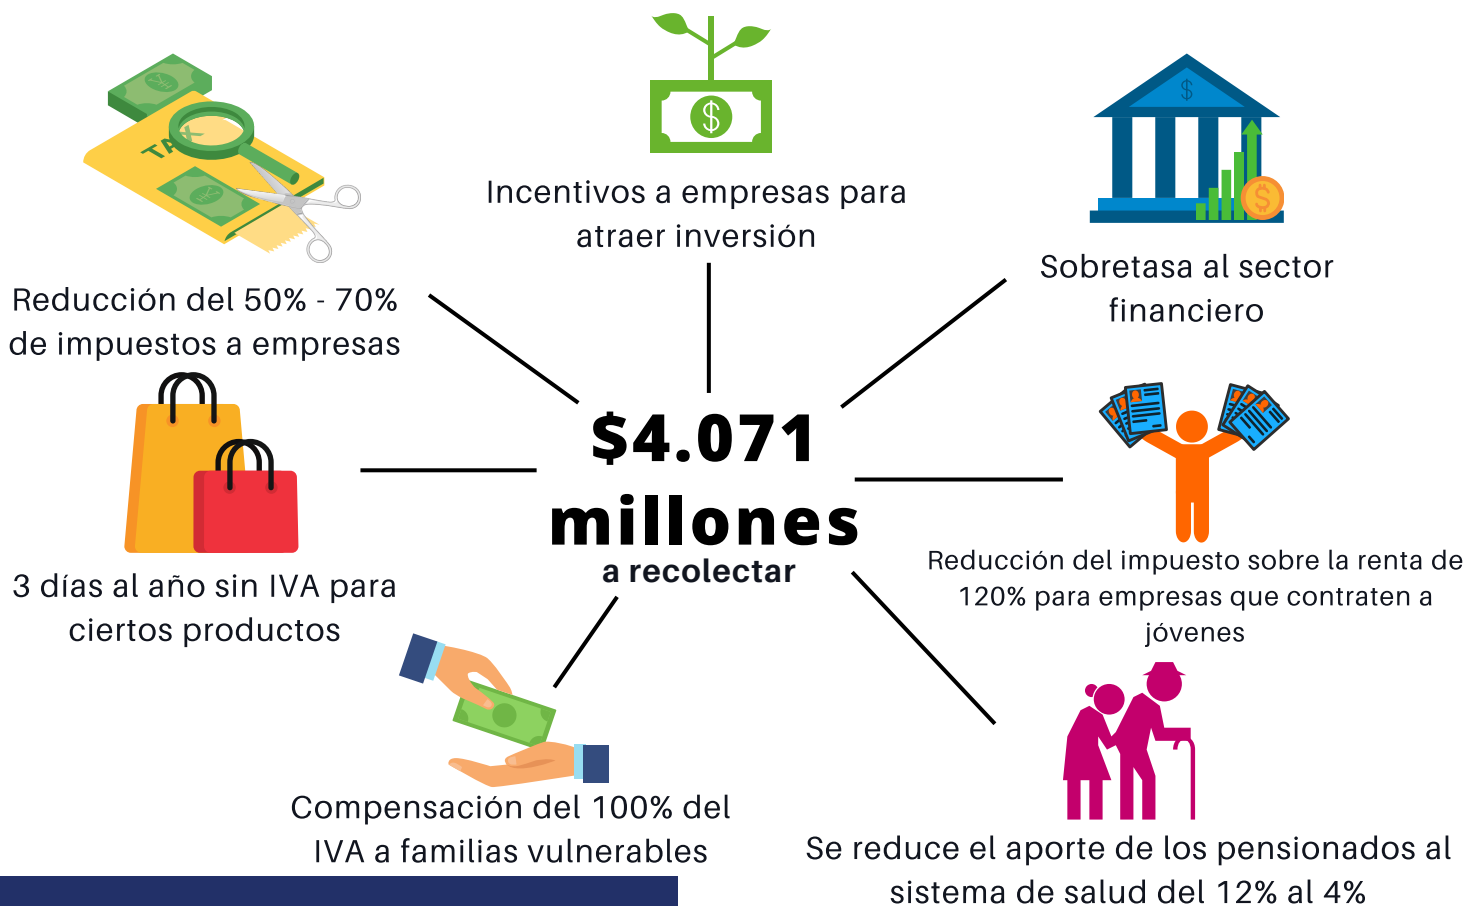 TAX
Incentivos a empresas para
atraer inversión
Sobretasa al sector
financiero
Reducción del 50% - 70%
de impuestos a empresas
$4.071
millones
a recolectar
3 días al año sin IVA para
ciertos productos
Reducción del impuesto sobre la renta de
120% para empresas que contraten a
jóvenes
Compensación del 100% del
IVA a familias vulnerables
Se reduce el aporte de los pensionados al
sistema de salud del 12% al 4%